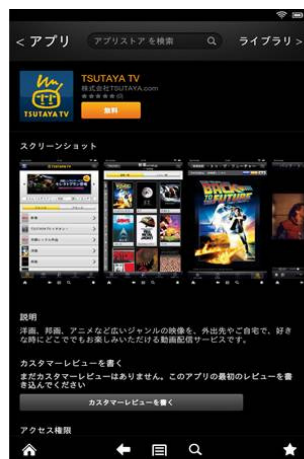 < アプリ
アプリストア を検索
ライブラリ >
TSUTAYA TV
TSUTAYA TV
株式会社TSUTAYA.com
無料
スクリーンショット
BACK TO THE FUTURE
説明
洋画、邦画、アニメなど広いジャンルの映像を、外出先やご自宅で、好き
な時にどこででもお楽しみいただける動画配信サービスです。
カスタマーレビューを書く
まだカスタマーレビューはありません。このアプリの最初のレビューを書
き込んでください
カスタマーレビューを書く
アクセス権限